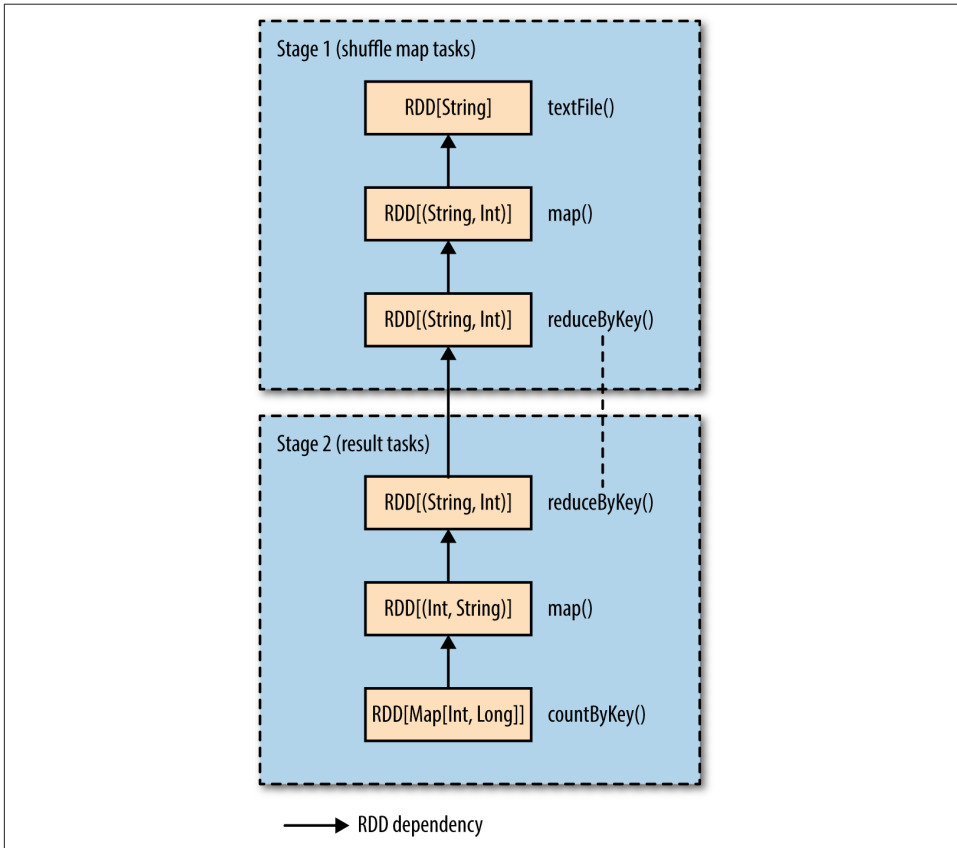 Stage 1 (shuffle map tasks)
RDD[String] textFile()
RDD[(String, Int)] map()
RDD[(String, Int)] reduceByKey()
Stage 2 (result tasks)
RDD[(String, Int)] reduceByKey()
RDD[(Int, String)] map()
RDD[Map[Int, Long]] countByKey()
RDD dependency